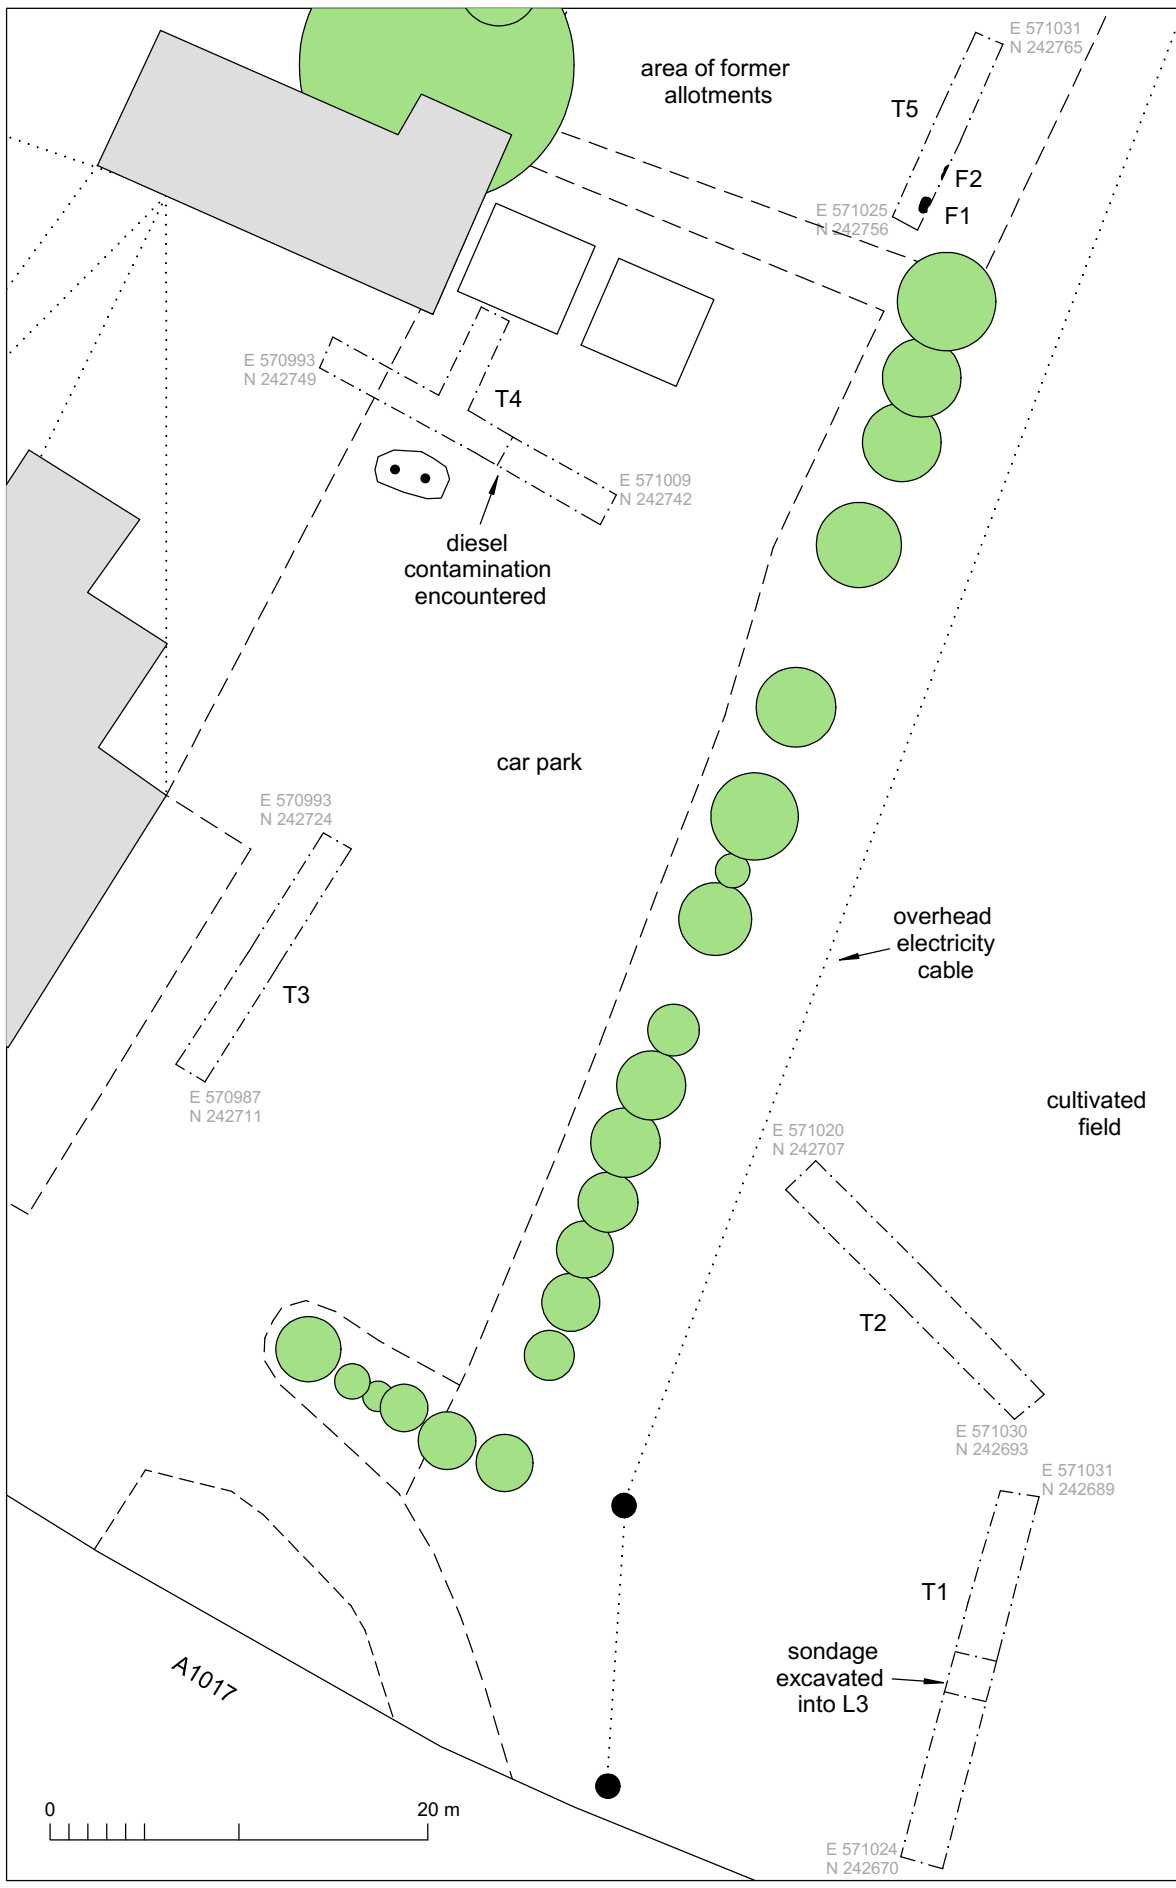 E 571031
N 242765
area of former
allotments
T5
F2
F1
E 571025
N 242756
E 570993
N 242749
T4
E 571009
N 242742
diesel
contamination
encountered
car park
E 570993
N 242724
overhead
electricity
cable
T3
E 570987
N 242711
cultivated
field
E 571020
N 242707
T2
E 571030
N 242693
E 571031
N 242689
T1
sondage
excavated
into L3
A1017
0
20 m
E 571024
N 242670